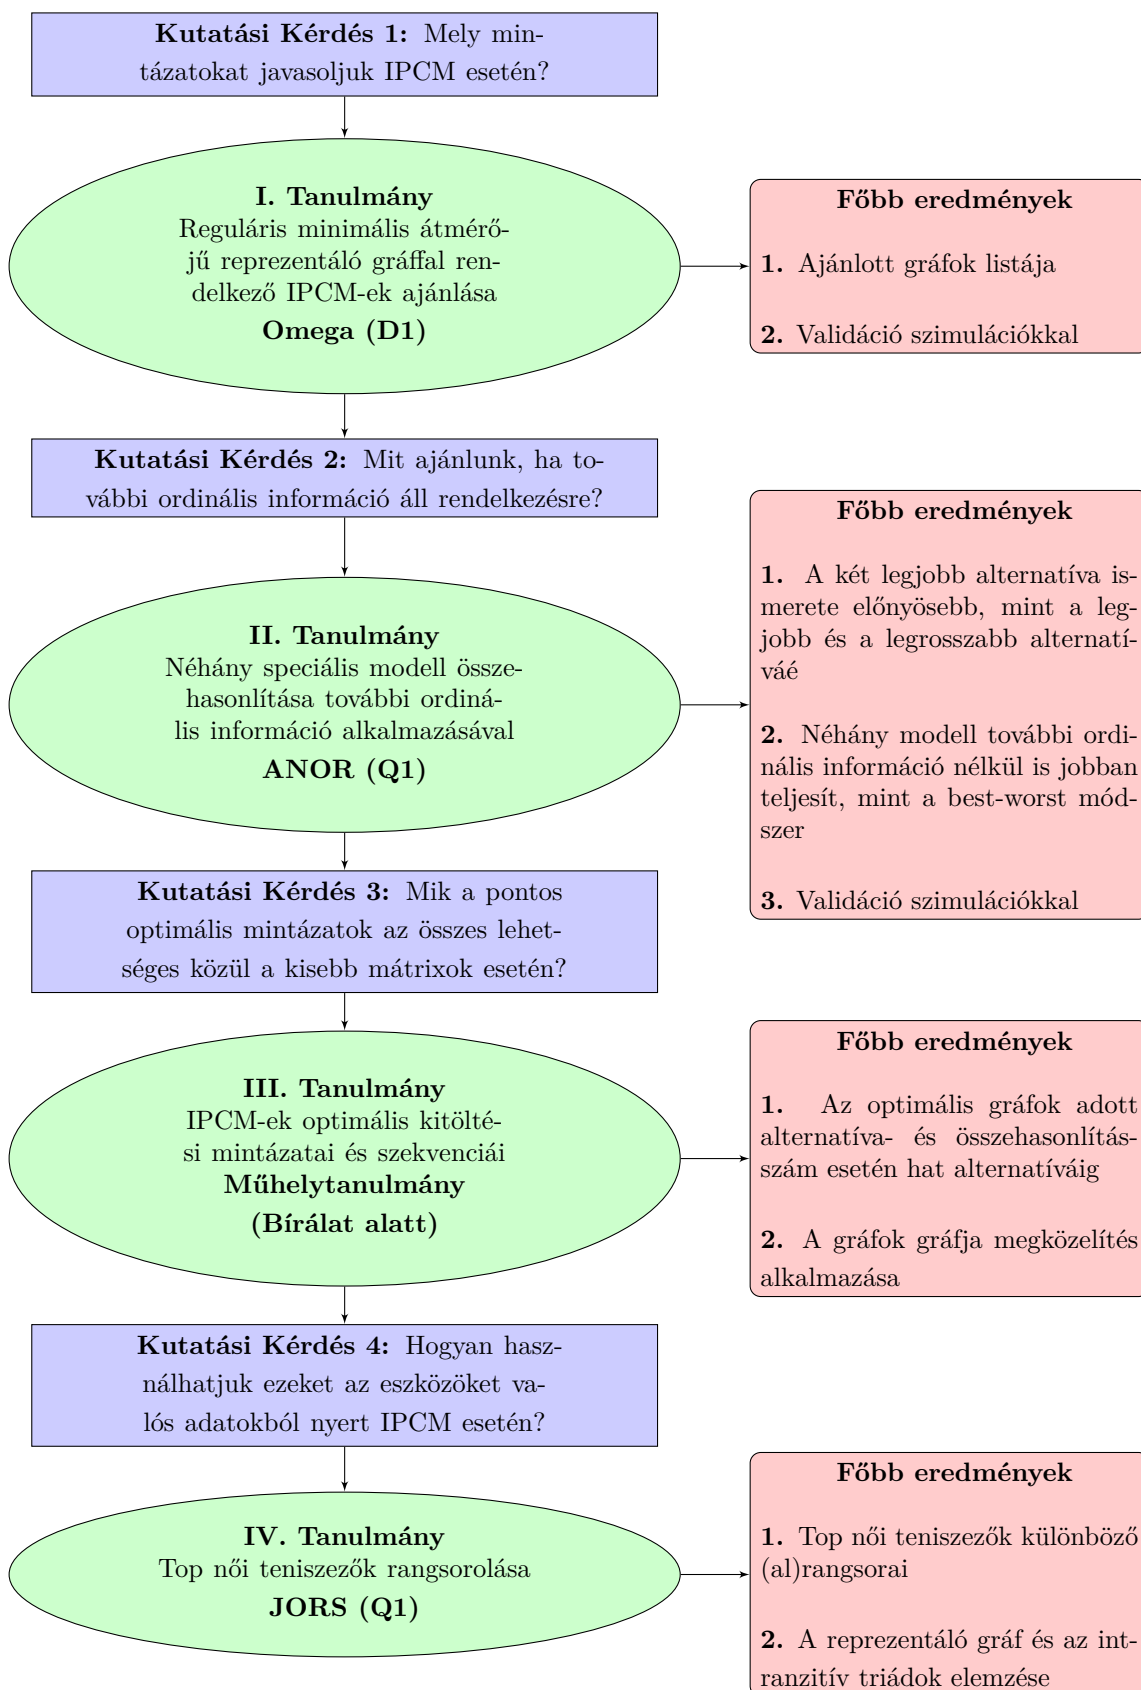 Kutatási Kérdés 1: Mely min-
tázatokat javasoljuk IPCM esetén?
I. Tanulmány
Reguláris minimális átmérő-
jű reprezentáló gráffal ren-
delkező IPCM-ek ajánlása
Omega (D1)
Főbb eredmények
1. Ajánlott gráfok listája
2. Validáció szimulációkkal
Kutatási Kérdés 2: Mit ajánlunk, ha to-
vábbi ordinális információ áll rendelkezésre?
II. Tanulmány
Néhány speciális modell össze-
hasonlítása további ordiná-
lis információ alkalmazásával
ANOR (Q1)
Főbb eredmények
1. A két legjobb alternatíva is-
merete előnyösebb, mint a leg-
jobb és a legrosszabb alternatí-
váé
2. Néhány modell további ordi-
nális információ nélkül is jobban
teljesít, mint a best-worst mód-
szer
3. Validáció szimulációkkal
Kutatási Kérdés 3: Mik a pontos
optimális mintázatok az összes lehet-
séges közül a kisebb mátrixok esetén?
III. Tanulmány
IPCM-ek optimális kitölté-
si mintázatai és szekvenciái
Műhelytanulmány
(Bírálat alatt)
Főbb eredmények
1. Az optimális gráfok adott
alternatíva- és összehasonlítás-
szám esetén hat alternatíváig
2. A gráfok gráfja megközelítés
alkalmazása
Kutatási Kérdés 4: Hogyan hasz-
nálhatjuk ezeket az eszközöket va-
lós adatokból nyert IPCM esetén?
IV. Tanulmány
Top női teniszezők rangsorolása
JORS (Q1)
Főbb eredmények
1. Top női teniszezők különböző
(al)rangsorai
2. A reprezentáló gráf és az int-
ranzitív triádok elemzése